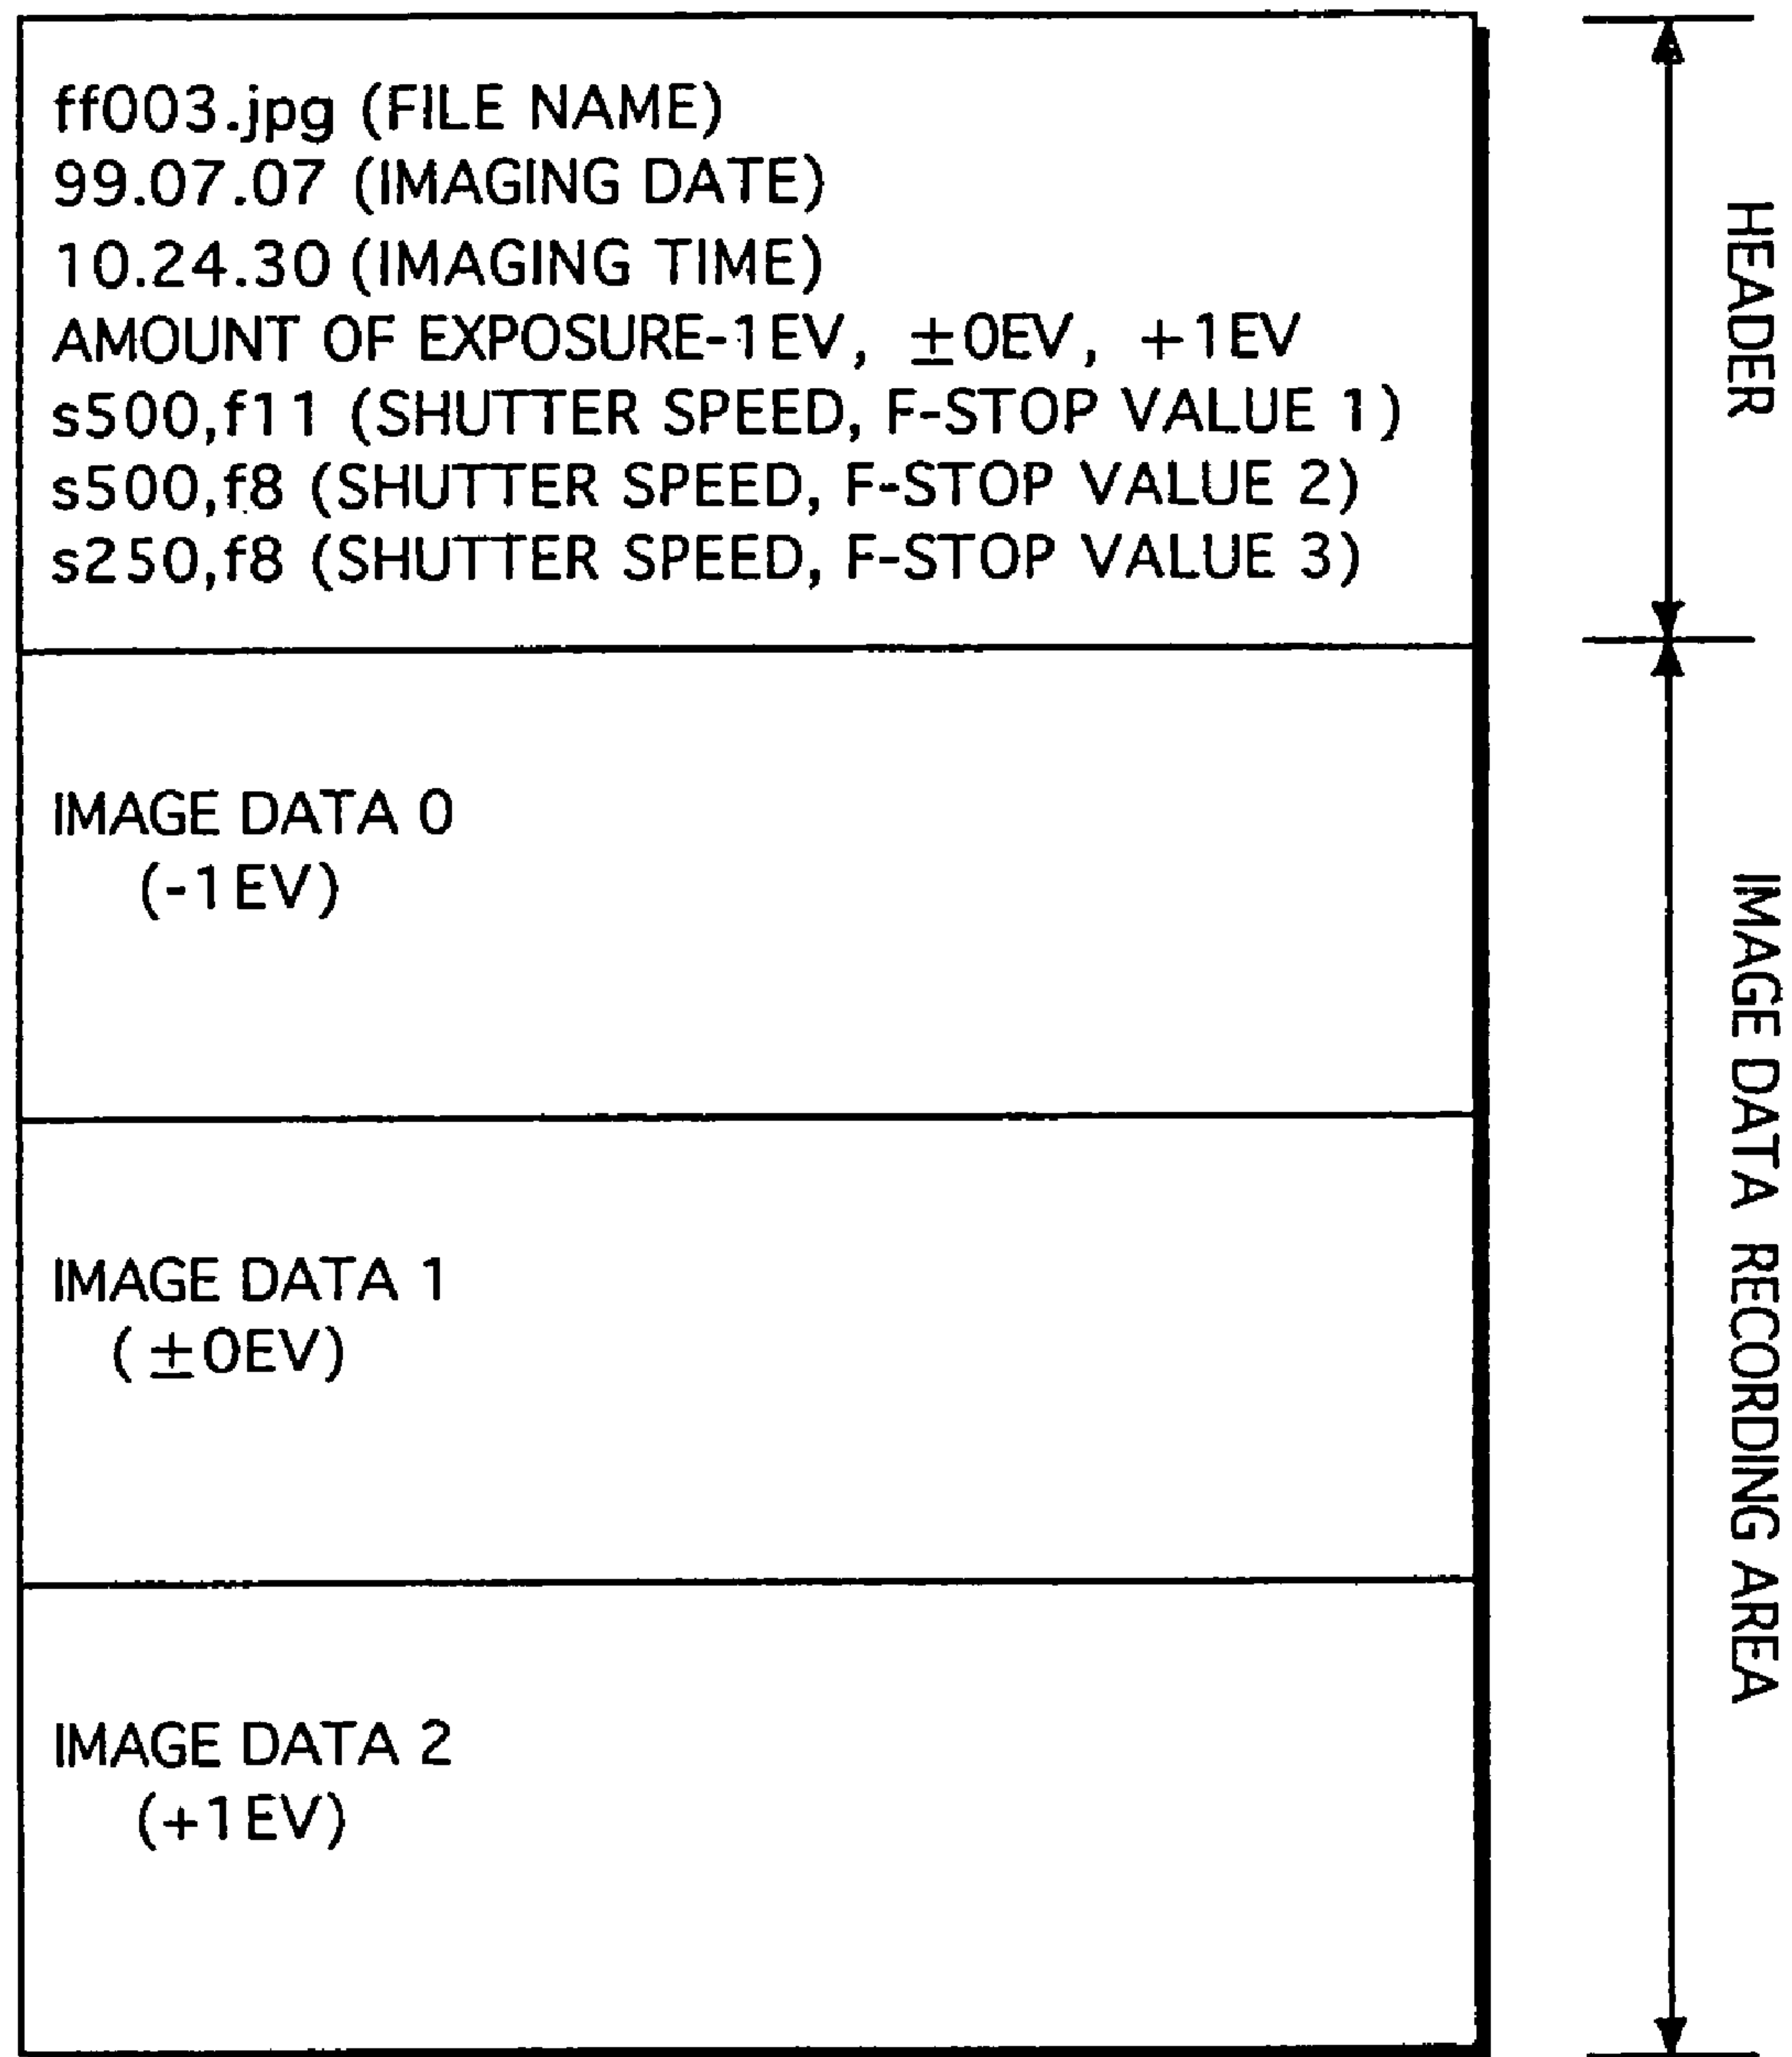 ff003.jpg (FILE NAME)
99.07.07 (IMAGING DATE)
10.24.30 (IMAGING TIME)
AMOUNT OF EXPOSURE-1EV, ±0EV, +1EV
s500,f11 (SHUTTER SPEED, F-STOP VALUE 1)
s500,f8 (SHUTTER SPEED, F-STOP VALUE 2)
s250,f8 (SHUTTER SPEED, F-STOP VALUE 3)
HEADER
IMAGE DATA 0
(-1EV)
IMAGE DATA 1
(±0EV)
IMAGE DATA 2
(+1EV)
IMAGE DATA RECORDING AREA